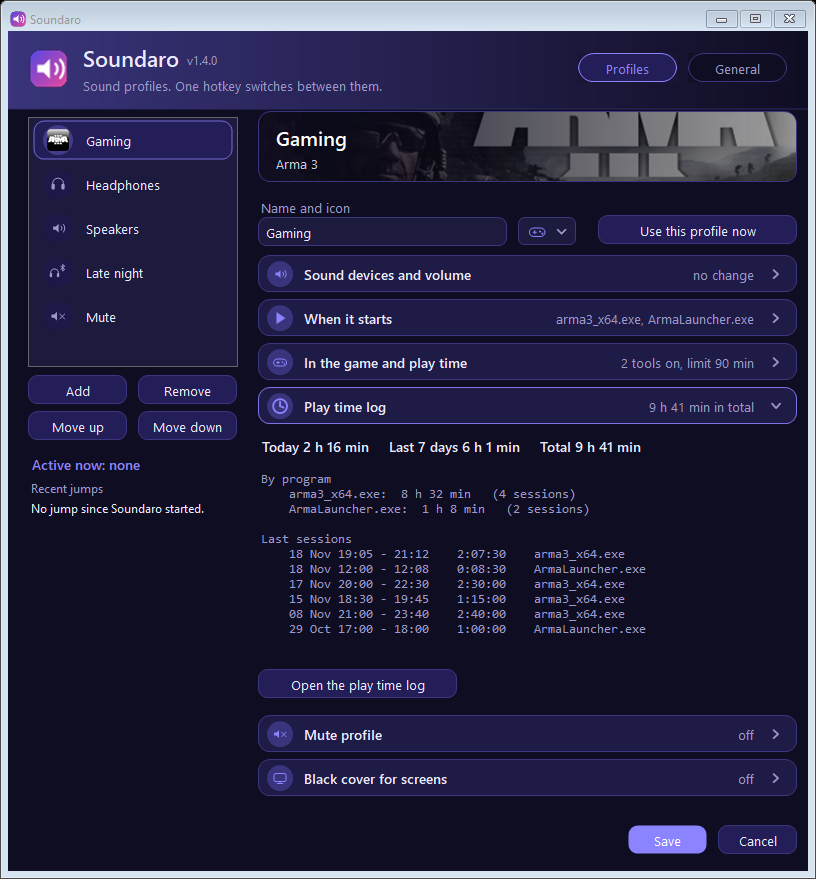 Soundaro
Soundaro v1.4.0
Sound profiles. One hotkey switches between them.
Profiles
General
Gaming
Headphones
Speakers
Late night
Mute
Add
Remove
Move up
Move down
Active now: none
Recent jumps
No jump since Soundaro started.
ARMA
III
Gaming
Arma 3
Name and icon
Gaming
Use this profile now
Sound devices and volume no change
When it starts arma3_x64.exe, ArmaLauncher.exe
In the game and play time 2 tools on, limit 90 min
Play time log 9 h 41 min in total
Today 2 h 16 min Last 7 days 6 h 1 min Total 9 h 41 min
By program
arma3_x64.exe: 8 h 32 min (4 sessions)
ArmaLauncher.exe: 1 h 8 min (2 sessions)
Last sessions
18 Nov 19:05 - 21:12 2:07:30 arma3_x64.exe
18 Nov 12:00 - 12:08 0:08:30 ArmaLauncher.exe
17 Nov 20:00 - 22:30 2:30:00 arma3_x64.exe
15 Nov 18:30 - 19:45 1:15:00 arma3_x64.exe
08 Nov 21:00 - 23:40 2:40:00 arma3_x64.exe
29 Oct 17:00 - 18:00 1:00:00 ArmaLauncher.exe
Open the play time log
Mute profile off
Black cover for screens off
Save
Cancel